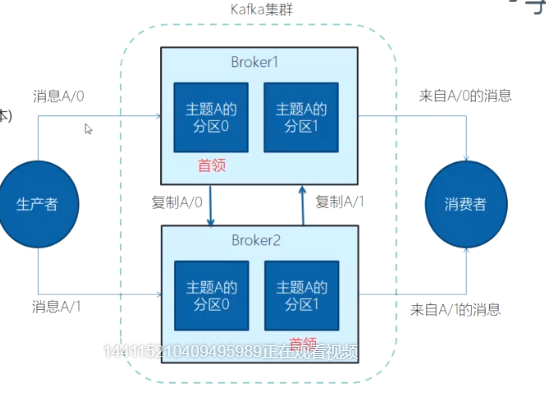 Kafka集群
Broker1
消息A/0
主题A的
分区0
主题A的
分区1
来自A/0的消息
本)
首领
生产者
复制A/0
复制A/1
消费者
Broker2
主题A的
分区0
主题A的
分区1
消息A/1
来自A/1的消息
首领
144115210409495989正在观看视频